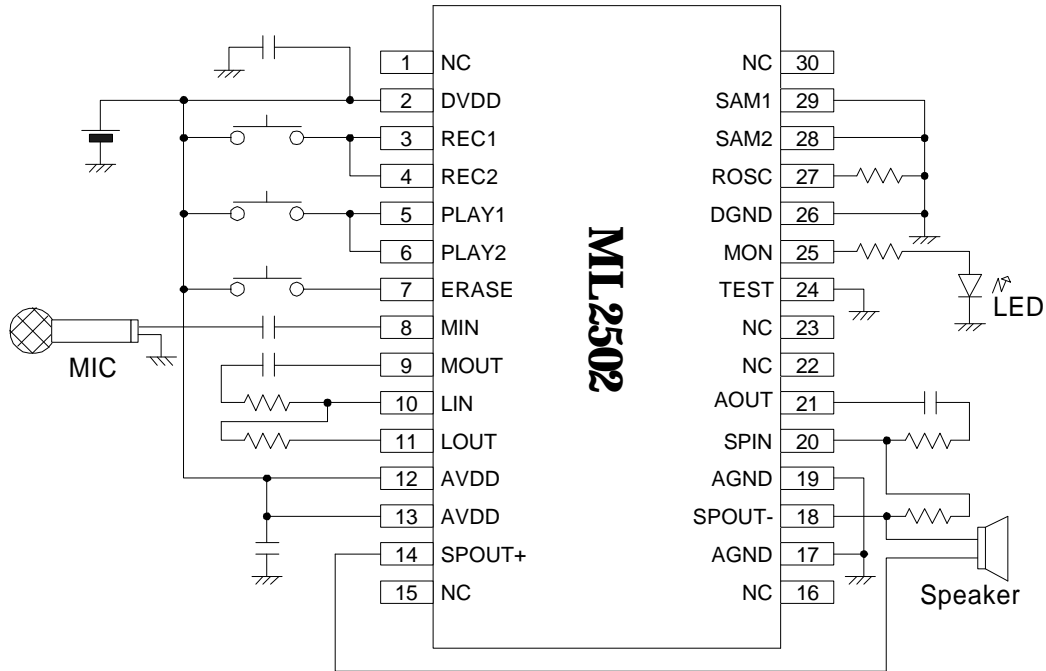 1 NC
2 DVDD
3 REC1
4 REC2
5 PLAY1
6 PLAY2
7 ERASE
8 MIN
9 MOUT
10 LIN
11 LOUT
12 AVDD
13 AVDD
14 SPOUT+
15 NC
MIC
ML2502
NC 30
SAM1 29
SAM2 28
ROSC 27
DGND 26
MON 25
TEST 24
NC 23
NC 22
AOUT 21
SPIN 20
AGND 19
SPOUT- 18
AGND 17
NC 16
LED
Speaker